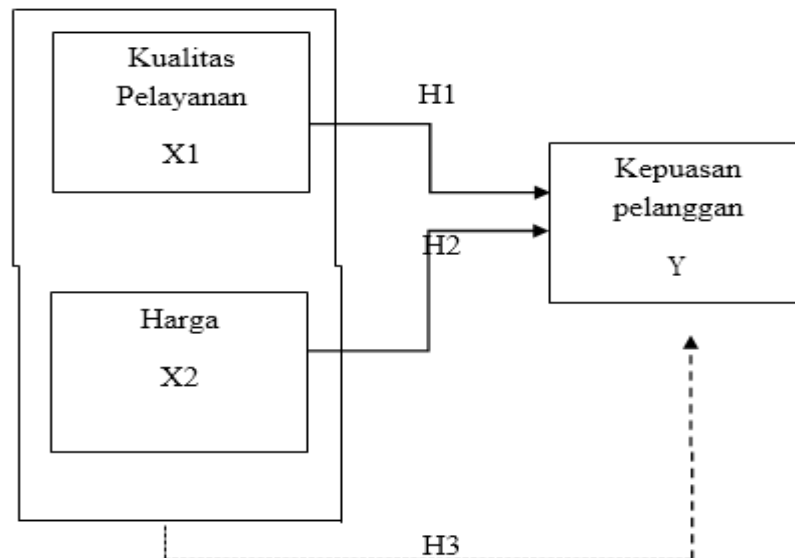 Kualitas
Pelayanan
X1
H1
Kepuasan
pelanggan
Y
H2
Harga
X2
H3